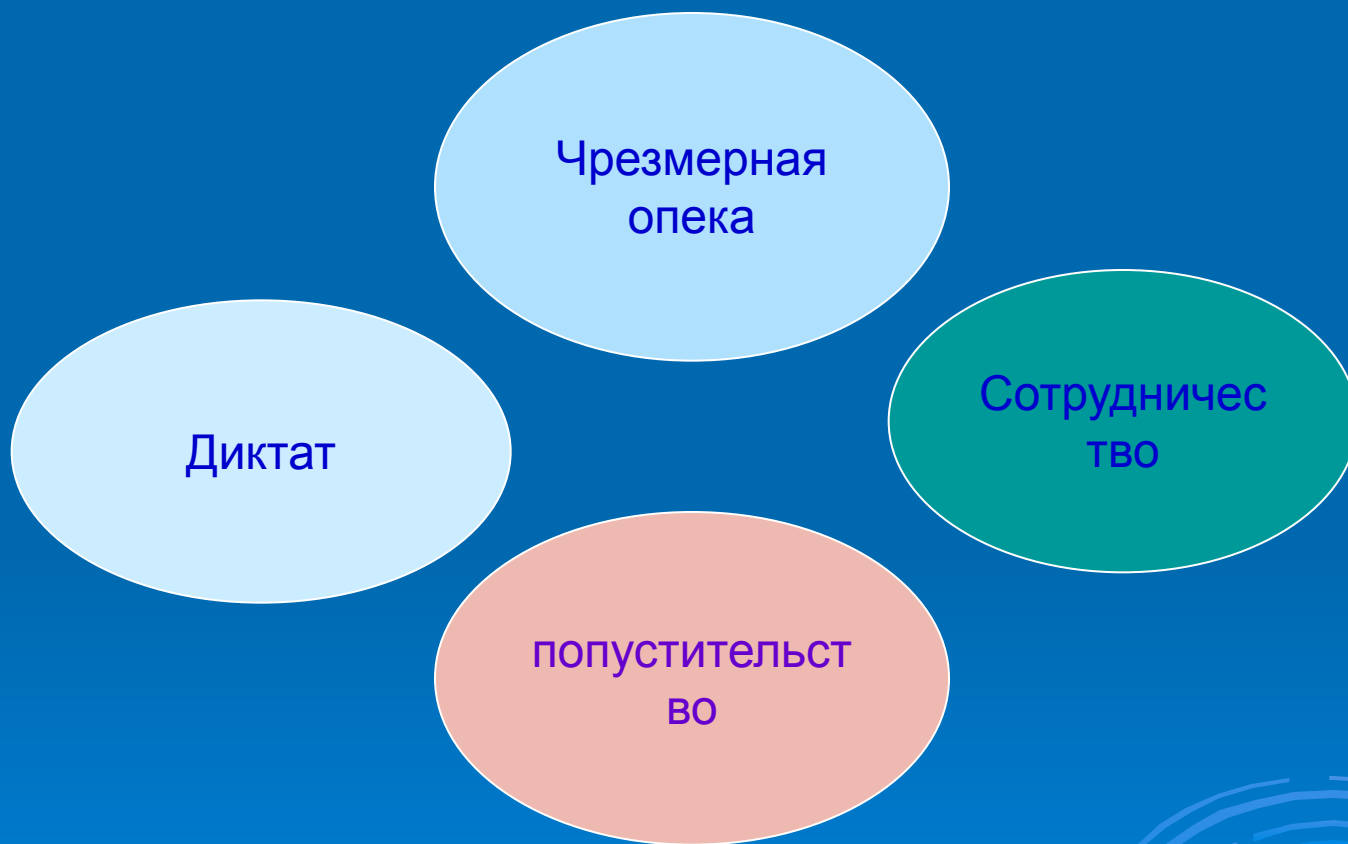 Чрезмерная
опека
Диктат
Сотрудничес
тво
попустительст
во